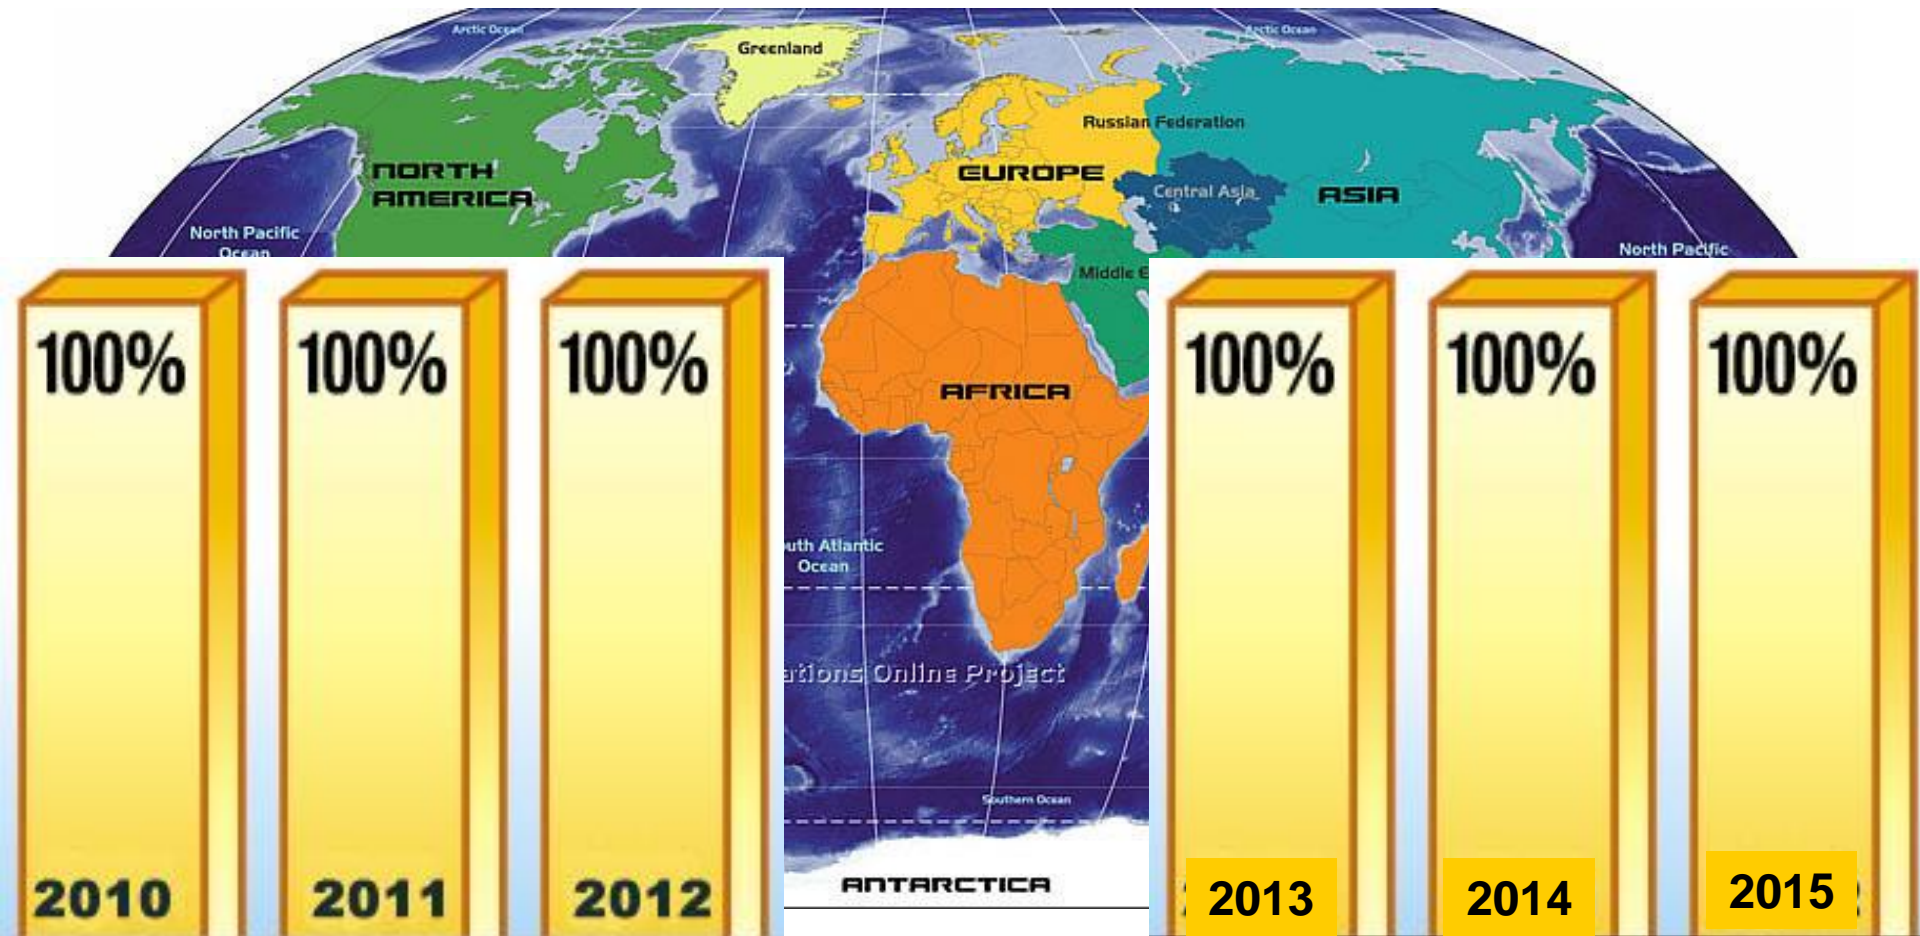 Arctic Ocean
Arctic Ocean
Greenland
Russian Federation
NORTH
AMERICA
EUROPE
Central Asia
ASIA
North Pacific
Ocean
North Pacific
Middle E
100%
100%
100%
100%
100%
100%
AFRICA
uth Atlantic
Ocean
ations Online Project
Southern Ocean
ANTARCTICA
2010
2011
2012
2013
2014
2015